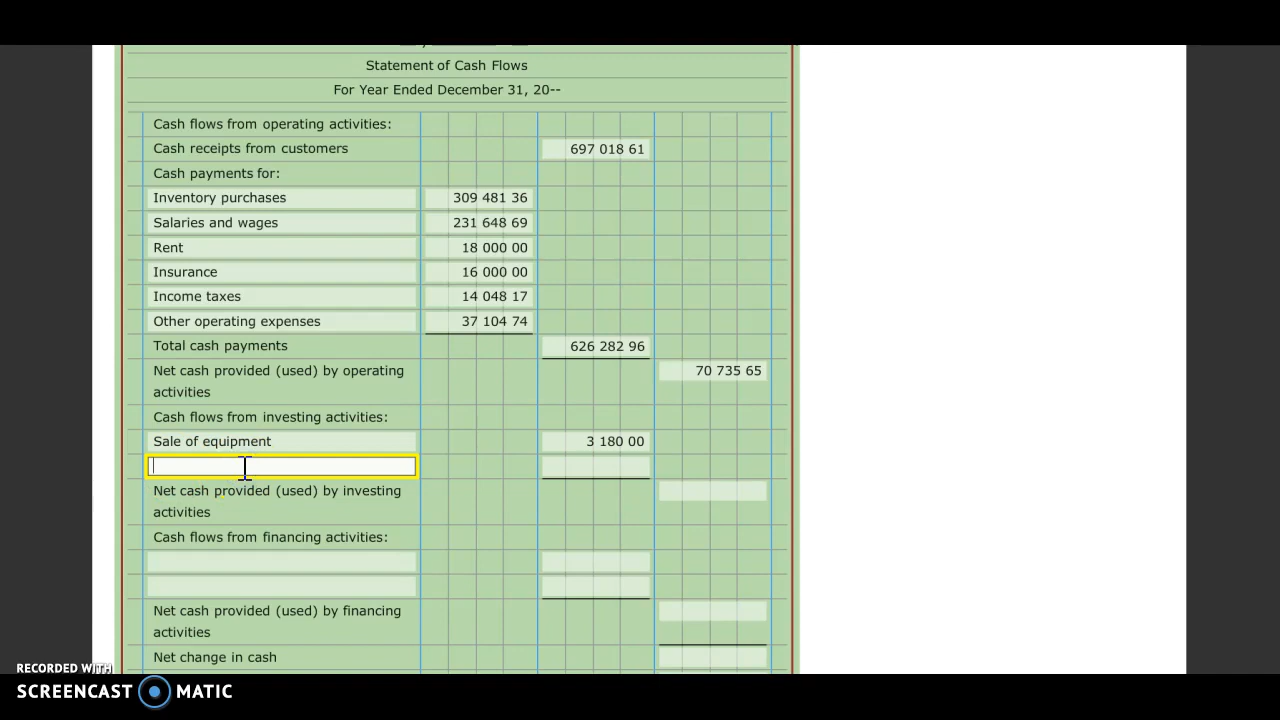 Statement of Cash Flows
For Year Ended December 31, 20--
Cash flows from operating activities:
Cash receipts from customers 697 018 61
Cash payments for:
Inventory purchases 309 481 36
Salaries and wages 231 648 69
Rent 18 000 00
Insurance 16 000 00
Income taxes 14 048 17
Other operating expenses 37 104 74
Total cash payments 626 282 96
Net cash provided (used) by operating 70 735 65
activities
Cash flows from investing activities:
Sale of equipment 3 180 00
Net cash provided (used) by investing
activities
Cash flows from financing activities:
Net cash provided (used) by financing
activities
Net change in cash
RECORDED WITH
SCREENCAST MATIC